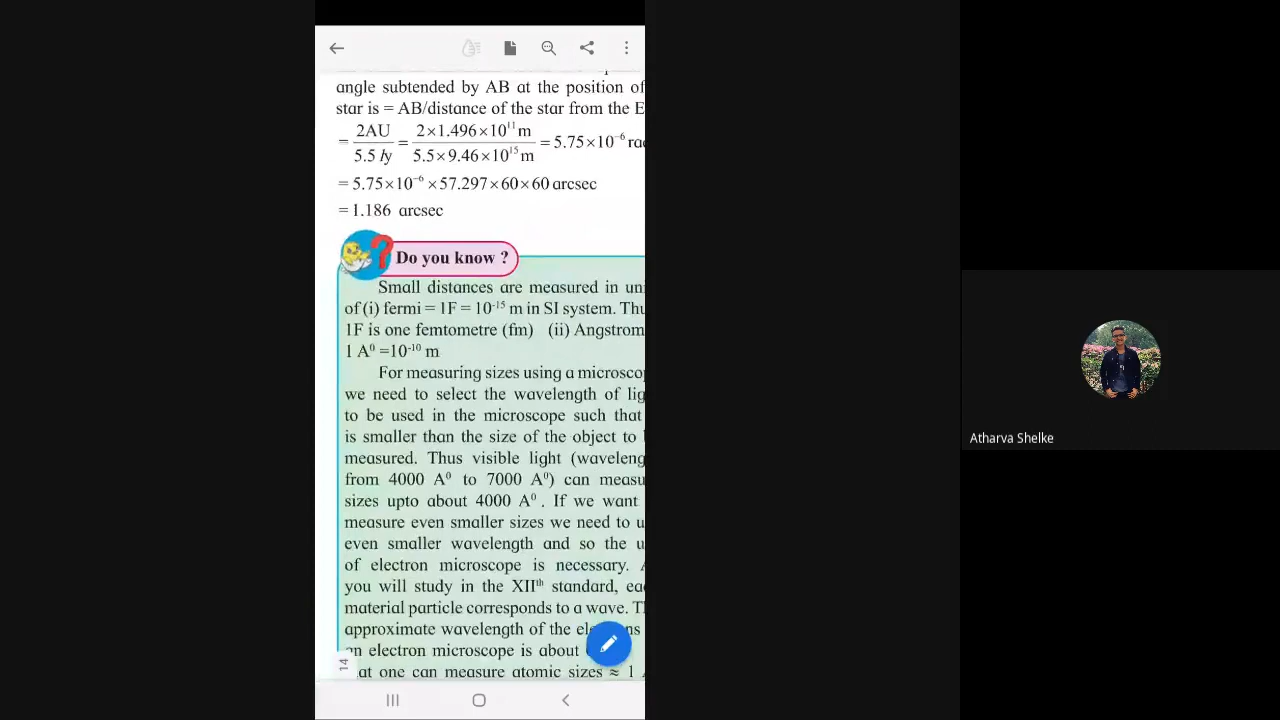 angle subtended by AB at the position of
star is = AB/distance of the star from the E
= 2AU / 5.5 ly = 2×1.496×10¹¹ m / 5.5×9.46×10¹⁵ m = 5.75×10⁻⁶ rad
= 5.75×10⁻⁶ ×57.297×60×60 arcsec
= 1.186 arcsec
Do you know ?
Small distances are measured in uni
of (i) fermi = 1F = 10⁻¹⁵ m in SI system. Thu
1F is one femtometre (fm) (ii) Angstrom
1 A⁰ =10⁻¹⁰ m
For measuring sizes using a microscop
we need to select the wavelength of lig
to be used in the microscope such that
is smaller than the size of the object to
measured. Thus visible light (waveleng
from 4000 A⁰ to 7000 A⁰) can measu
sizes upto about 4000 A⁰ . If we want
measure even smaller sizes we need to u
even smaller wavelength and so the u
of electron microscope is necessary. A
you will study in the XIIᵗʰ standard, eac
material particle corresponds to a wave. Th
approximate wavelength of the
an electron microscope is about
at one can measure atomic sizes ≈ 1
14
Atharva Shelke